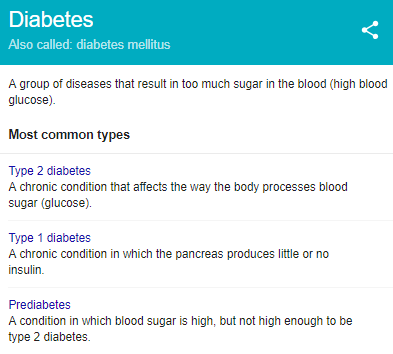 Diabetes
Also called: diabetes mellitus
A group of diseases that result in too much sugar in the blood (high blood
glucose).
Most common types
Type 2 diabetes
A chronic condition that affects the way the body processes blood
sugar (glucose).
Type 1 diabetes
A chronic condition in which the pancreas produces little or no
insulin.
Prediabetes
A condition in which blood sugar is high, but not high enough to be
type 2 diabetes.